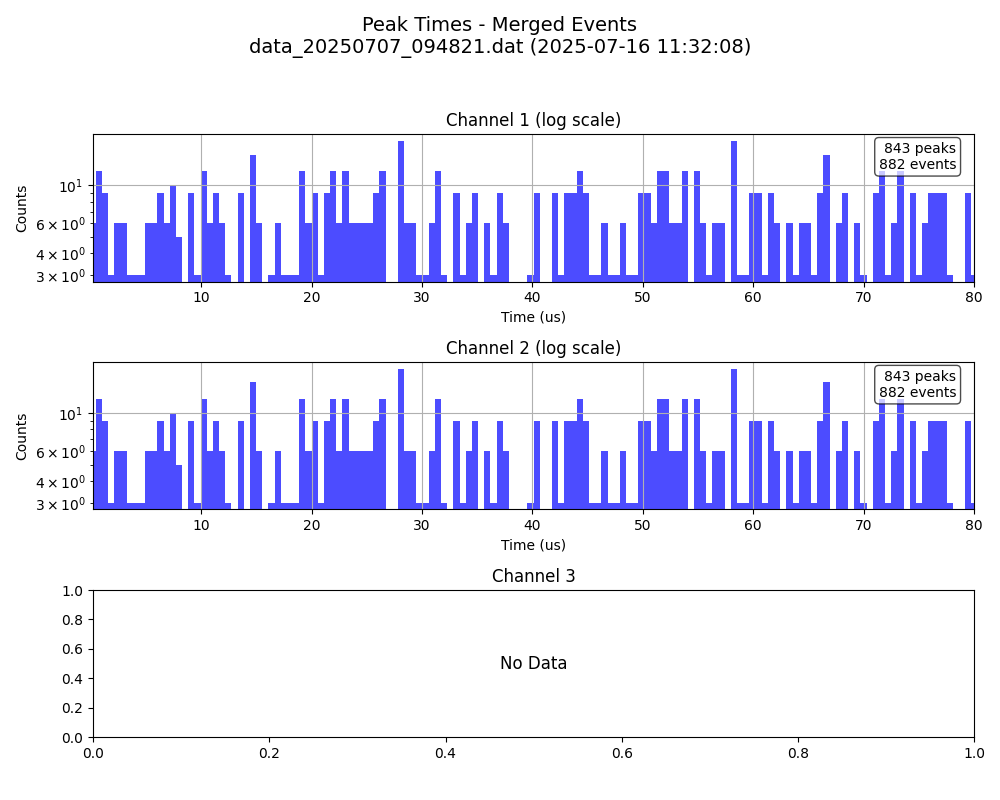 Peak Times - Merged Events
data_20250707_094821.dat (2025-07-16 11:32:08)
Channel 1 (log scale)
843 peaks
882 events
Counts
10¹
6 × 10⁰
4 × 10⁰
3 × 10⁰
10 20 30 40 50 60 70 80
Time (us)
Channel 2 (log scale)
843 peaks
882 events
Counts
10¹
6 × 10⁰
4 × 10⁰
3 × 10⁰
10 20 30 40 50 60 70 80
Time (us)
Channel 3
1.0
0.8
0.6
No Data
0.4
0.2
0.0
0.0 0.2 0.4 0.6 0.8 1.0